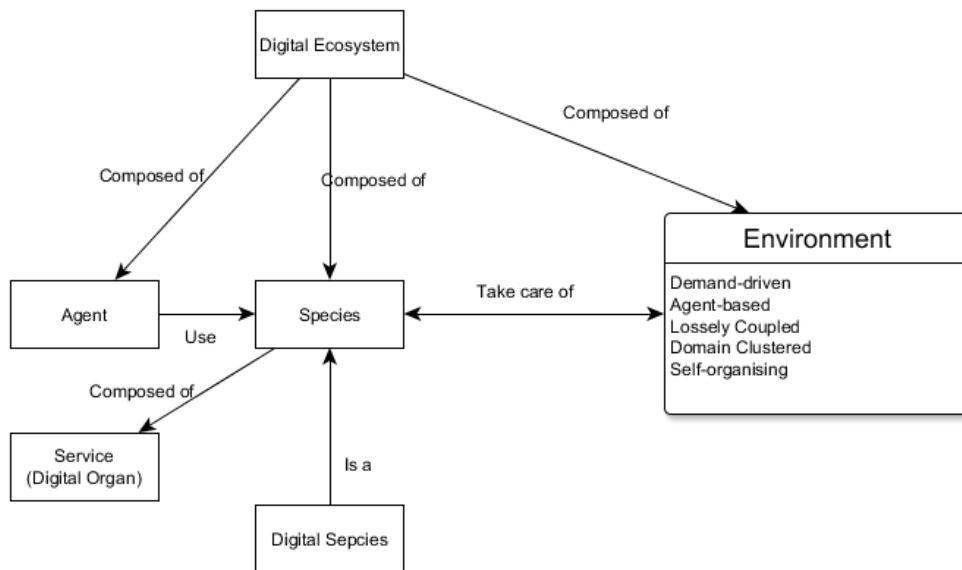 Digital Ecosystem
Composed of
Composed of
Composed of
Environment
Demand-driven
Agent-based
Lossely Coupled
Domain Clustered
Self-organising
Agent
Use
Species
Take care of
Composed of
Service
(Digital Organ)
Is a
Digital Sepcies